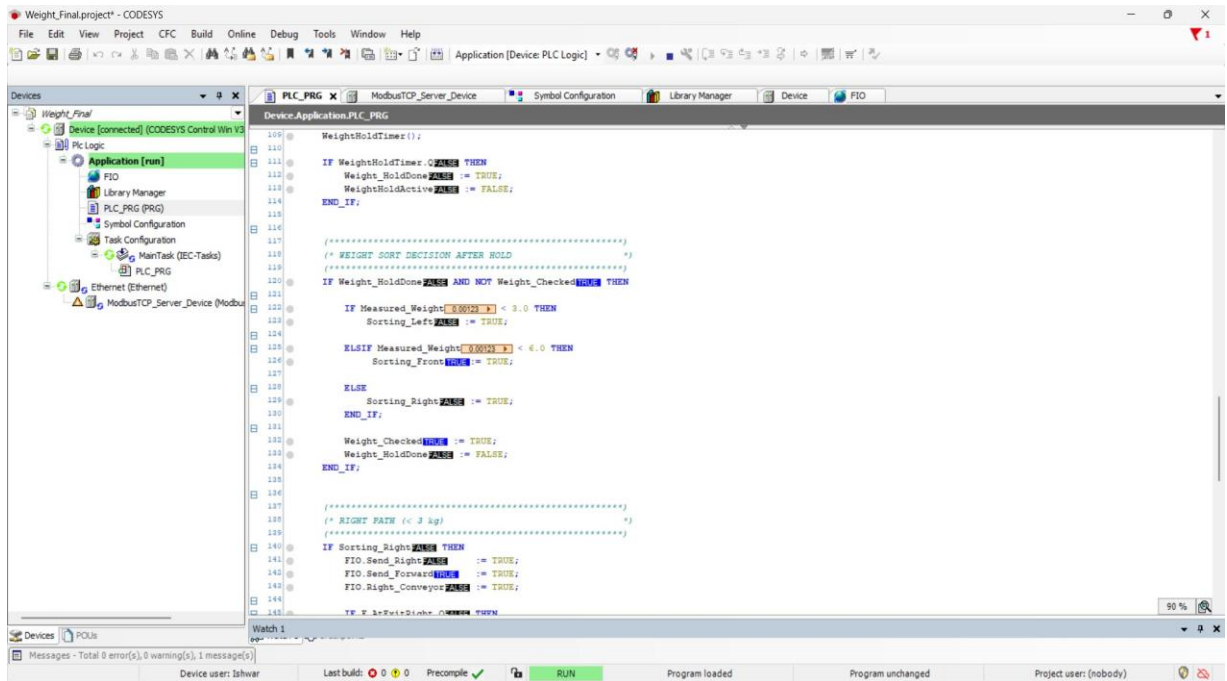 Weight_Final.project* - CODESYS
File Edit View Project CFC Build Online Debug Tools Window Help
1
Application [Device: PLC Logic]
Devices
PLC_PRG ModbusTCP_Server_Device Symbol Configuration Library Manager Device FIO
Weight_Final
Device [connected] (CODESYS Control Win V3
Plc Logic
Application [run]
FIO
Library Manager
PLC_PRG (PRG)
Symbol Configuration
Task Configuration
MainTask (IEC-Tasks)
PLC_PRG
Ethernet (Ethernet)
ModbusTCP_Server_Device (Modbu
Device.Application.PLC_PRG
109 WeightHoldTimer();
110
111 IF WeightHoldTimer.Q FALSE THEN
112 Weight_HoldDone FALSE := TRUE;
113 WeightHoldActive FALSE := FALSE;
114 END_IF;
115
116
117 (****************************************************)
118 (* WEIGHT SORT DECISION AFTER HOLD *)
119 (****************************************************)
120 IF Weight_HoldDone FALSE AND NOT Weight_Checked TRUE THEN
121
122 IF Measured_Weight 0.00123 < 3.0 THEN
123 Sorting_Left FALSE := TRUE;
124
125 ELSIF Measured_Weight 0.00123 < 6.0 THEN
126 Sorting_Front TRUE := TRUE;
127
128 ELSE
129 Sorting_Right FALSE := TRUE;
130 END_IF;
131
132 Weight_Checked TRUE := TRUE;
133 Weight_HoldDone FALSE := FALSE;
134 END_IF;
135
136
137 (****************************************************)
138 (* RIGHT PATH (< 3 kg) *)
139 (****************************************************)
140 IF Sorting_Right FALSE THEN
141 FIO.Send_Right FALSE := TRUE;
142 FIO.Send_Forward TRUE := TRUE;
143 FIO.Right_Conveyor FALSE := TRUE;
144
145 IF F_AtExitRight.Q FALSE THEN
90 %
Devices POUs
Watch 1
Messages - Total 0 error(s), 0 warning(s), 1 message(s)
Device user: Ishwar Last build: 0 0 Precompile RUN Program loaded Program unchanged Project user: (nobody)